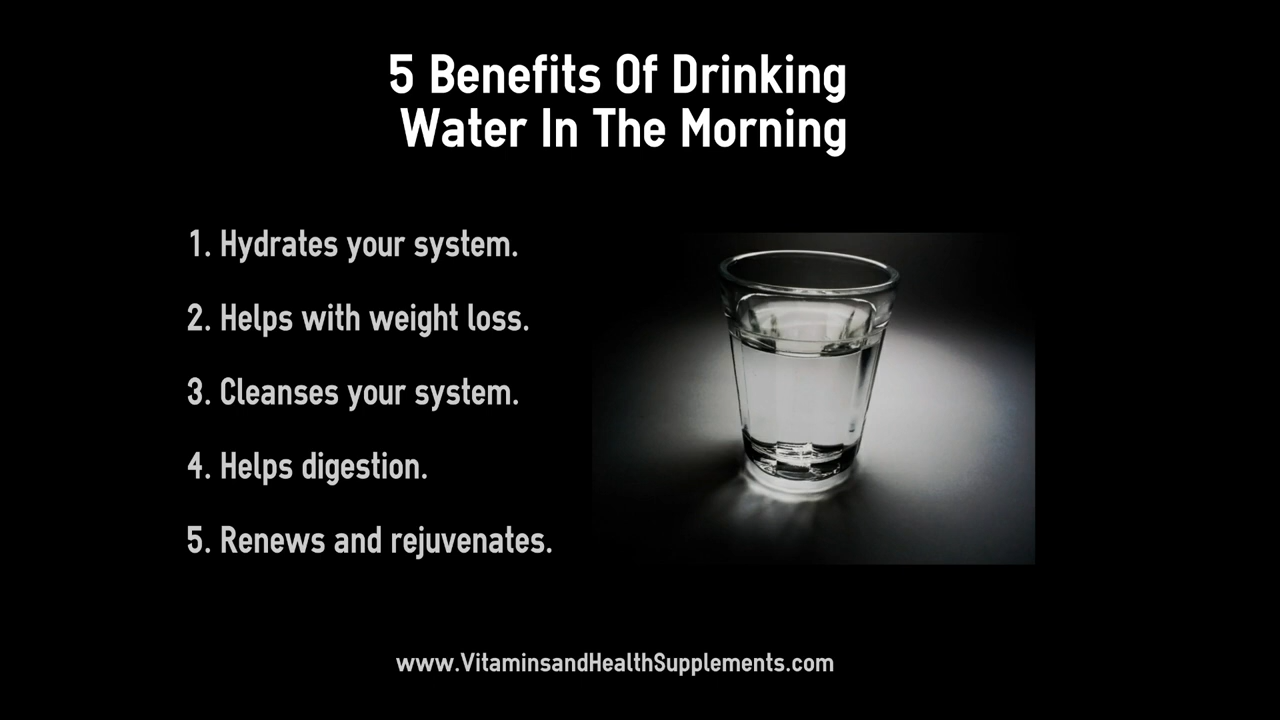 5 Benefits Of Drinking
Water In The Morning
1. Hydrates your system.
2. Helps with weight loss.
3. Cleanses your system.
4. Helps digestion.
5. Renews and rejuvenates.
www.VitaminsandHealthSupplements.com